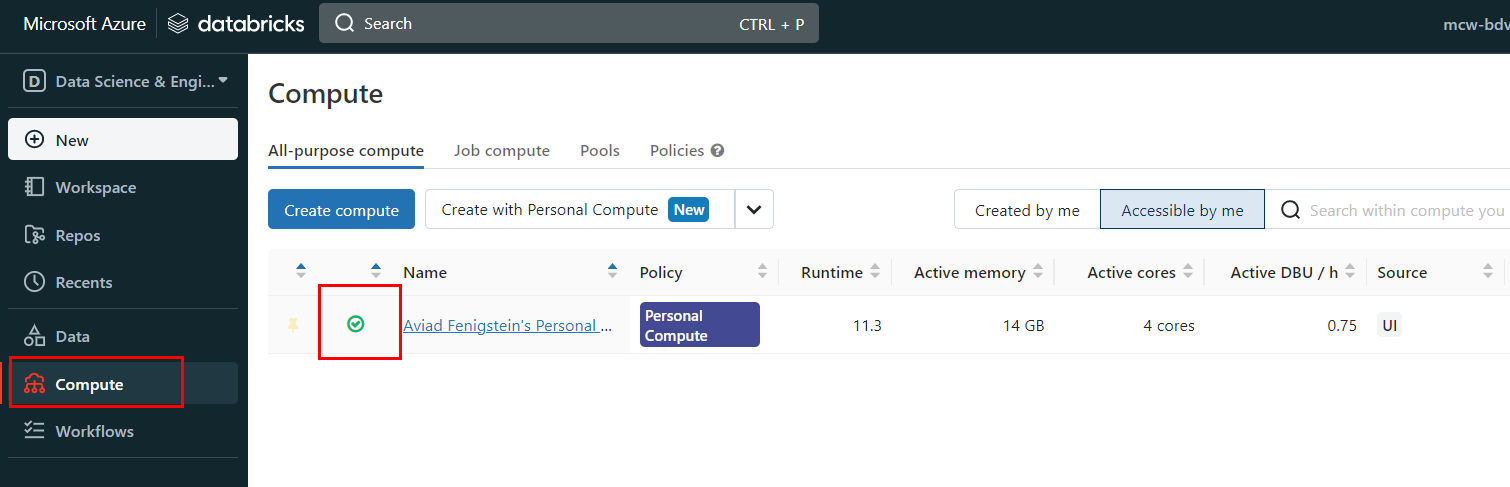 Microsoft Azure databricks Search CTRL + P mcw-bdv
D Data Science & Engi...
New
Workspace
Repos
Recents
Data
Compute
Workflows
Compute
All-purpose compute Job compute Pools Policies ?
Create compute Create with Personal Compute New Created by me Accessible by me Search within compute you
Name Policy Runtime Active memory Active cores Active DBU / h Source
Aviad Fenigstein's Personal ... Personal Compute 11.3 14 GB 4 cores 0.75 UI